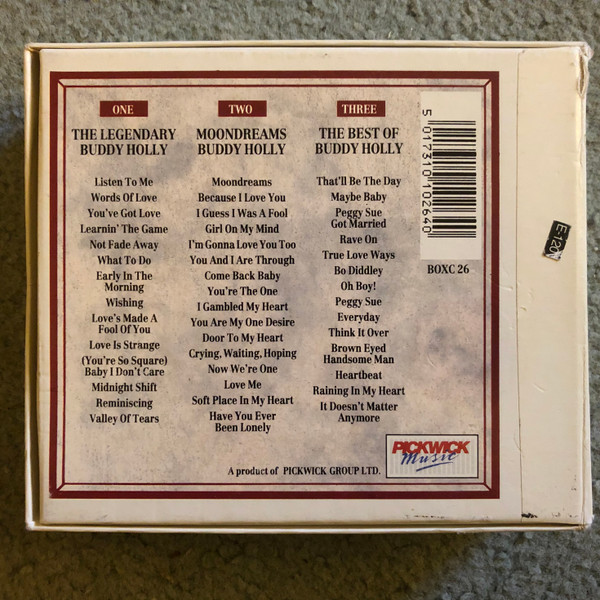 ONE
THE LEGENDARY
BUDDY HOLLY
Listen To Me
Words Of Love
You've Got Love
Learnin' The Game
Not Fade Away
What To Do
Early In The
Morning
Wishing
Love's Made A
Fool Of You
Love Is Strange
(You're So Square)
Baby I Don't Care
Midnight Shift
Reminiscing
Valley Of Tears
TWO
MOONDREAMS
BUDDY HOLLY
Moondreams
Because I Love You
I Guess I Was A Fool
Girl On My Mind
I'm Gonna Love You Too
You And I Are Through
Come Back Baby
You're The One
I Gambled My Heart
You Are My One Desire
Door To My Heart
Crying, Waiting, Hoping
Now We're One
Love Me
Soft Place In My Heart
Have You Ever
Been Lonely
THREE
THE BEST OF
BUDDY HOLLY
That'll Be The Day
Maybe Baby
Peggy Sue
Got Married
Rave On
True Love Ways
Bo Diddley
Oh Boy!
Peggy Sue
Everyday
Think It Over
Brown Eyed
Handsome Man
Heartbeat
Raining In My Heart
It Doesn't Matter
Anymore
5 017310 102640
BOXC 26
A product of PICKWICK GROUP LTD.
PICKWICK
Music